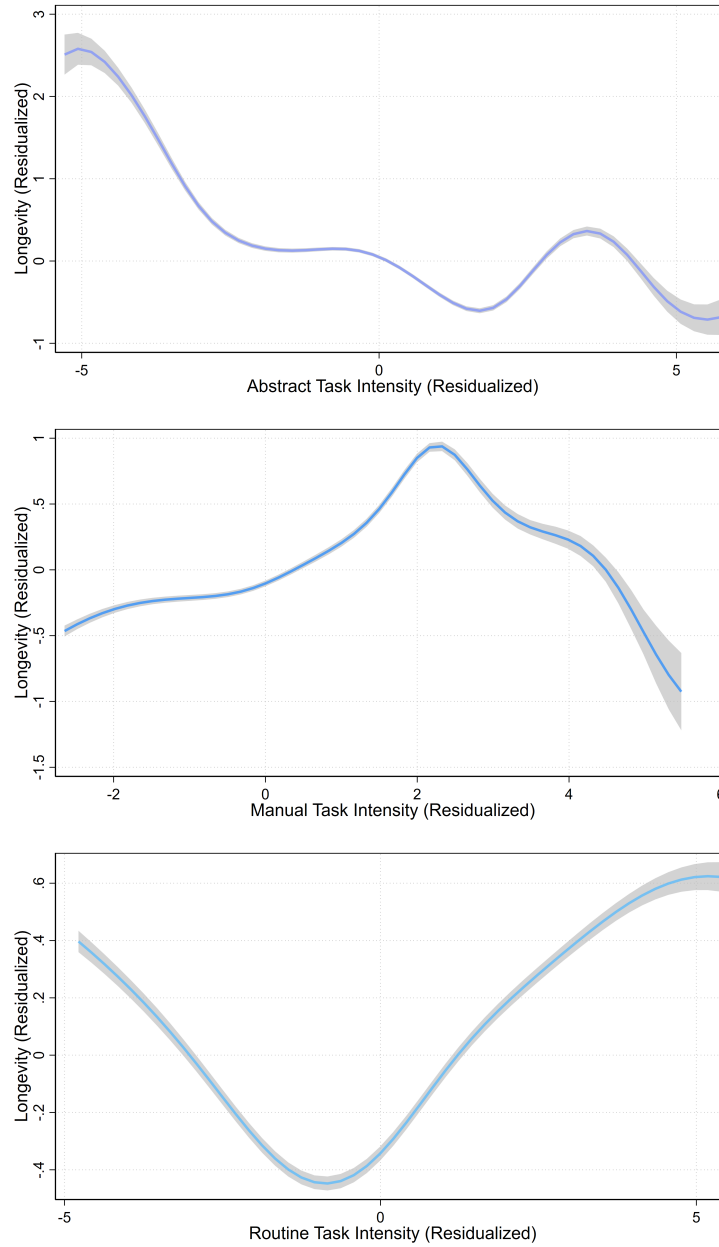 3
2
1
0
-1
Longevity (Residualized)
-5 0 5
Abstract Task Intensity (Residualized)
1
.5
0
-.5
-1
-1.5
Longevity (Residualized)
-2 0 2 4 6
Manual Task Intensity (Residualized)
.6
.4
.2
0
-.2
-.4
Longevity (Residualized)
-5 0 5
Routine Task Intensity (Residualized)